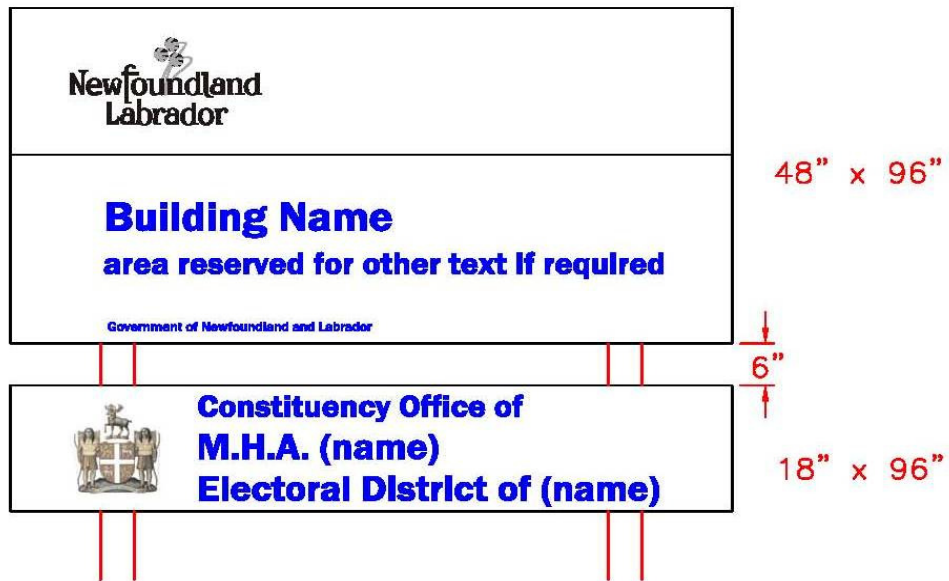 Newfoundland
Labrador
48” x 96”
Building Name
area reserved for other text if required
Government of Newfoundland and Labrador
6”
Constituency Office of
M.H.A. (name)
Electoral District of (name)
18” x 96”